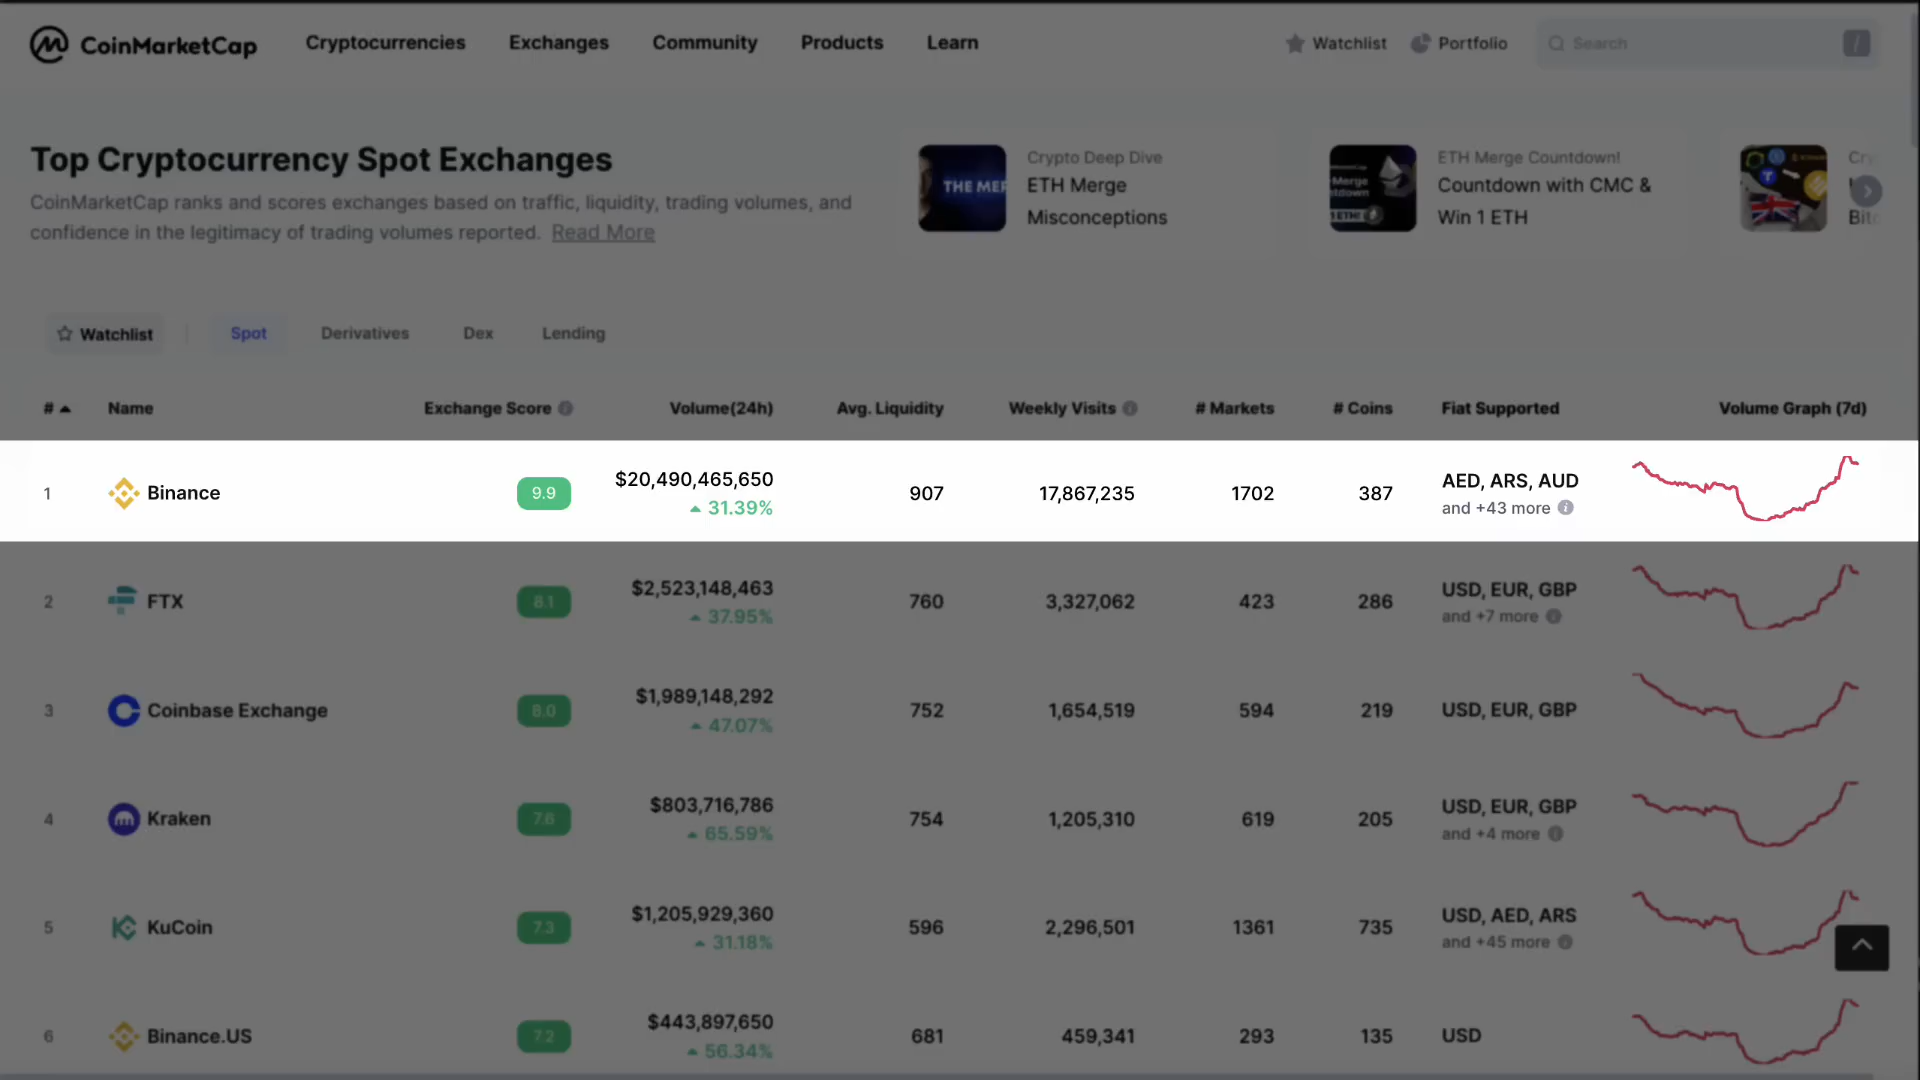 CoinMarketCap Cryptocurrencies Exchanges Community Products Learn Watchlist Portfolio Search /
Top Cryptocurrency Spot Exchanges
CoinMarketCap ranks and scores exchanges based on traffic, liquidity, trading volumes, and
confidence in the legitimacy of trading volumes reported. Read More
THE MER
Crypto Deep Dive
ETH Merge
Misconceptions
Merge
1 ETH!
ETH Merge Countdown!
Countdown with CMC &
Win 1 ETH
Watchlist Spot Derivatives Dex Lending
# Name Exchange Score Volume(24h) Avg. Liquidity Weekly Visits # Markets # Coins Fiat Supported Volume Graph (7d)
1 Binance 9.9 $20,490,465,650 907 17,867,235 1702 387 AED, ARS, AUD
31.39% and +43 more
2 FTX 8.1 $2,523,148,463 760 3,327,062 423 286 USD, EUR, GBP
37.95% and +7 more
3 Coinbase Exchange 8.0 $1,989,148,292 752 1,654,519 594 219 USD, EUR, GBP
47.07%
4 Kraken 7.6 $803,716,786 754 1,205,310 619 205 USD, EUR, GBP
65.59% and +4 more
5 KuCoin 7.3 $1,205,929,360 596 2,296,501 1361 735 USD, AED, ARS
31.18% and +45 more
6 Binance.US 7.2 $443,897,650 681 459,341 293 135 USD
56.34%